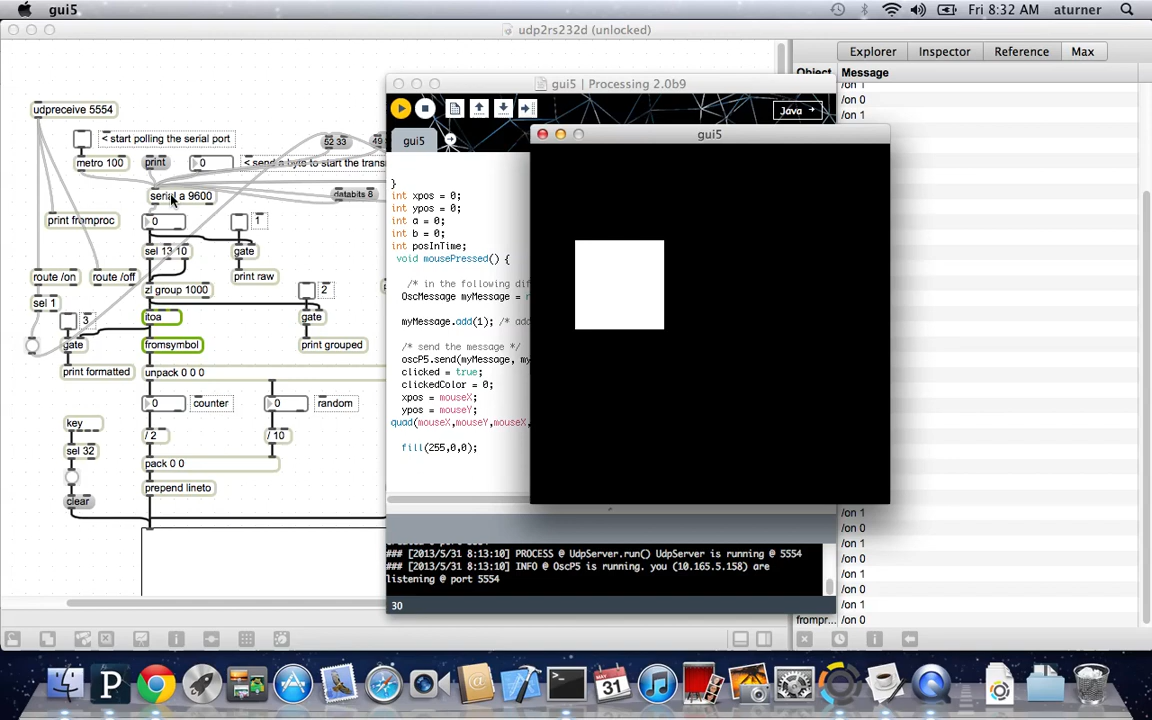 gui5
Fri 8:32 AM
aturner
udp2rs232d (unlocked)
udpreceive 5554
< start polling the serial port
52 33
metro 100
print
0
< send a byte to start the
serial a 9600
databits 8
print fromproc
0
1
sel 13 10
gate
route /on
route /off
print raw
zl group 1000
2
sel 1
3
itoa
gate
gate
fromsymbol
print grouped
print formatted
unpack 0 0 0
0
counter
0
random
key
/ 2
/ 10
sel 32
pack 0 0
prepend lineto
clear
gui5 | Processing 2.0b9
Java →
gui5
gui5
}
int xpos = 0;
int ypos = 0;
int a = 0;
int b = 0;
int posInTime;
void mousePressed() {
/* in the following
OscMessage myMessage =
myMessage.add(1); /*
/* send the message */
oscP5.send(myMessage,
clicked = true;
clickedColor = 0;
xpos = mouseX;
ypos = mouseY;
quad(mouseX,mouseY,mouseX,
fill(255,0,0);
### [2013/5/31 8:13:10] PROCESS @ UdpServer.run() UdpServer is running @ 5554
### [2013/5/31 8:13:10] INFO @ OscP5 is running. you (10.165.5.158) are
listening @ port 5554
30
Explorer
Inspector
Reference
Max
Object
Message
/on 1
/on 0
/on 1
/on 1
/on 0
/on 1
/on 0
/on 1
/on 0
/on 1
frompr...
/on 0
31